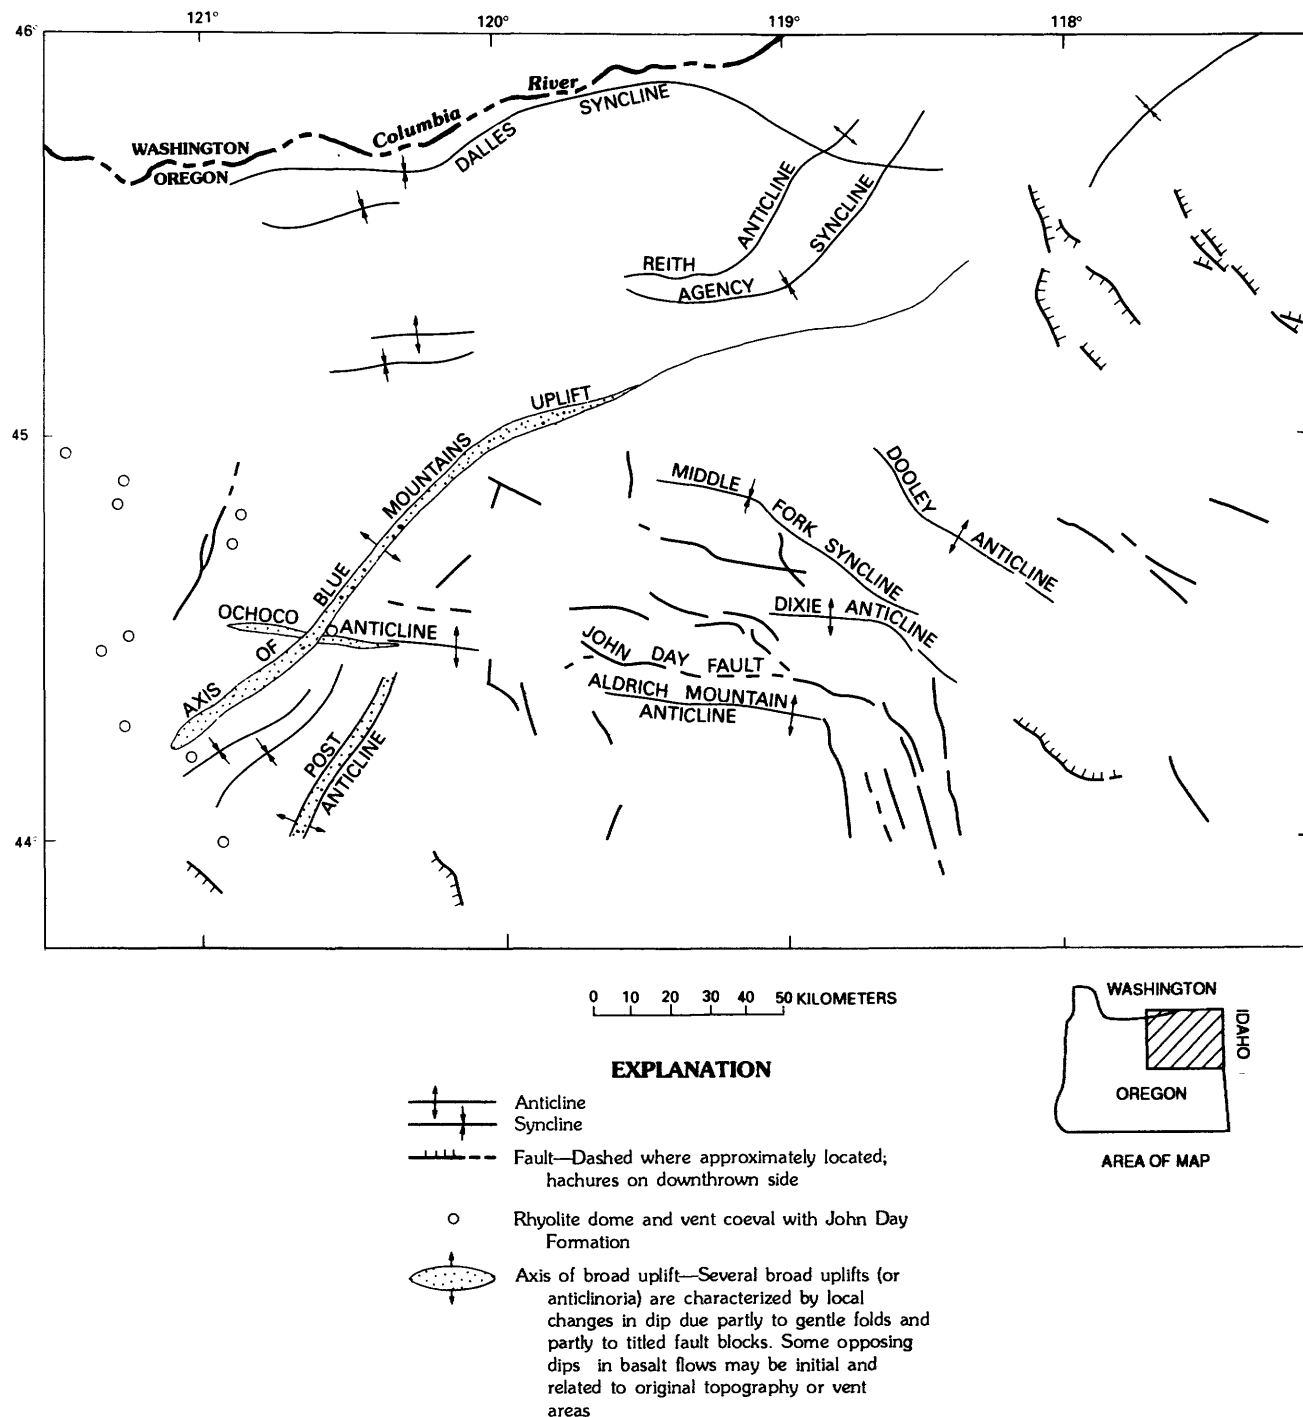 121°
120°
119°
118°
46°
Columbia River
WASHINGTON
OREGON
DALLES SYNCLINE
REITH ANTICLINE
AGENCY SYNCLINE
45
AXIS OF BLUE MOUNTAINS UPLIFT
MIDDLE FORK SYNCLINE
DOOLEY ANTICLINE
OCHOCO ANTICLINE
DIXIE ANTICLINE
JOHN DAY FAULT
ALDRICH MOUNTAIN
ANTICLINE
POST
ANTICLINE
44°
0 10 20 30 40 50 KILOMETERS
WASHINGTON
IDAHO
OREGON
AREA OF MAP
EXPLANATION
Anticline
Syncline
Fault—Dashed where approximately located;
hachures on downthrown side
Rhyolite dome and vent coeval with John Day
Formation
Axis of broad uplift—Several broad uplifts (or
anticlinoria) are characterized by local
changes in dip due partly to gentle folds and
partly to titled fault blocks. Some opposing
dips in basalt flows may be initial and
related to original topography or vent
areas